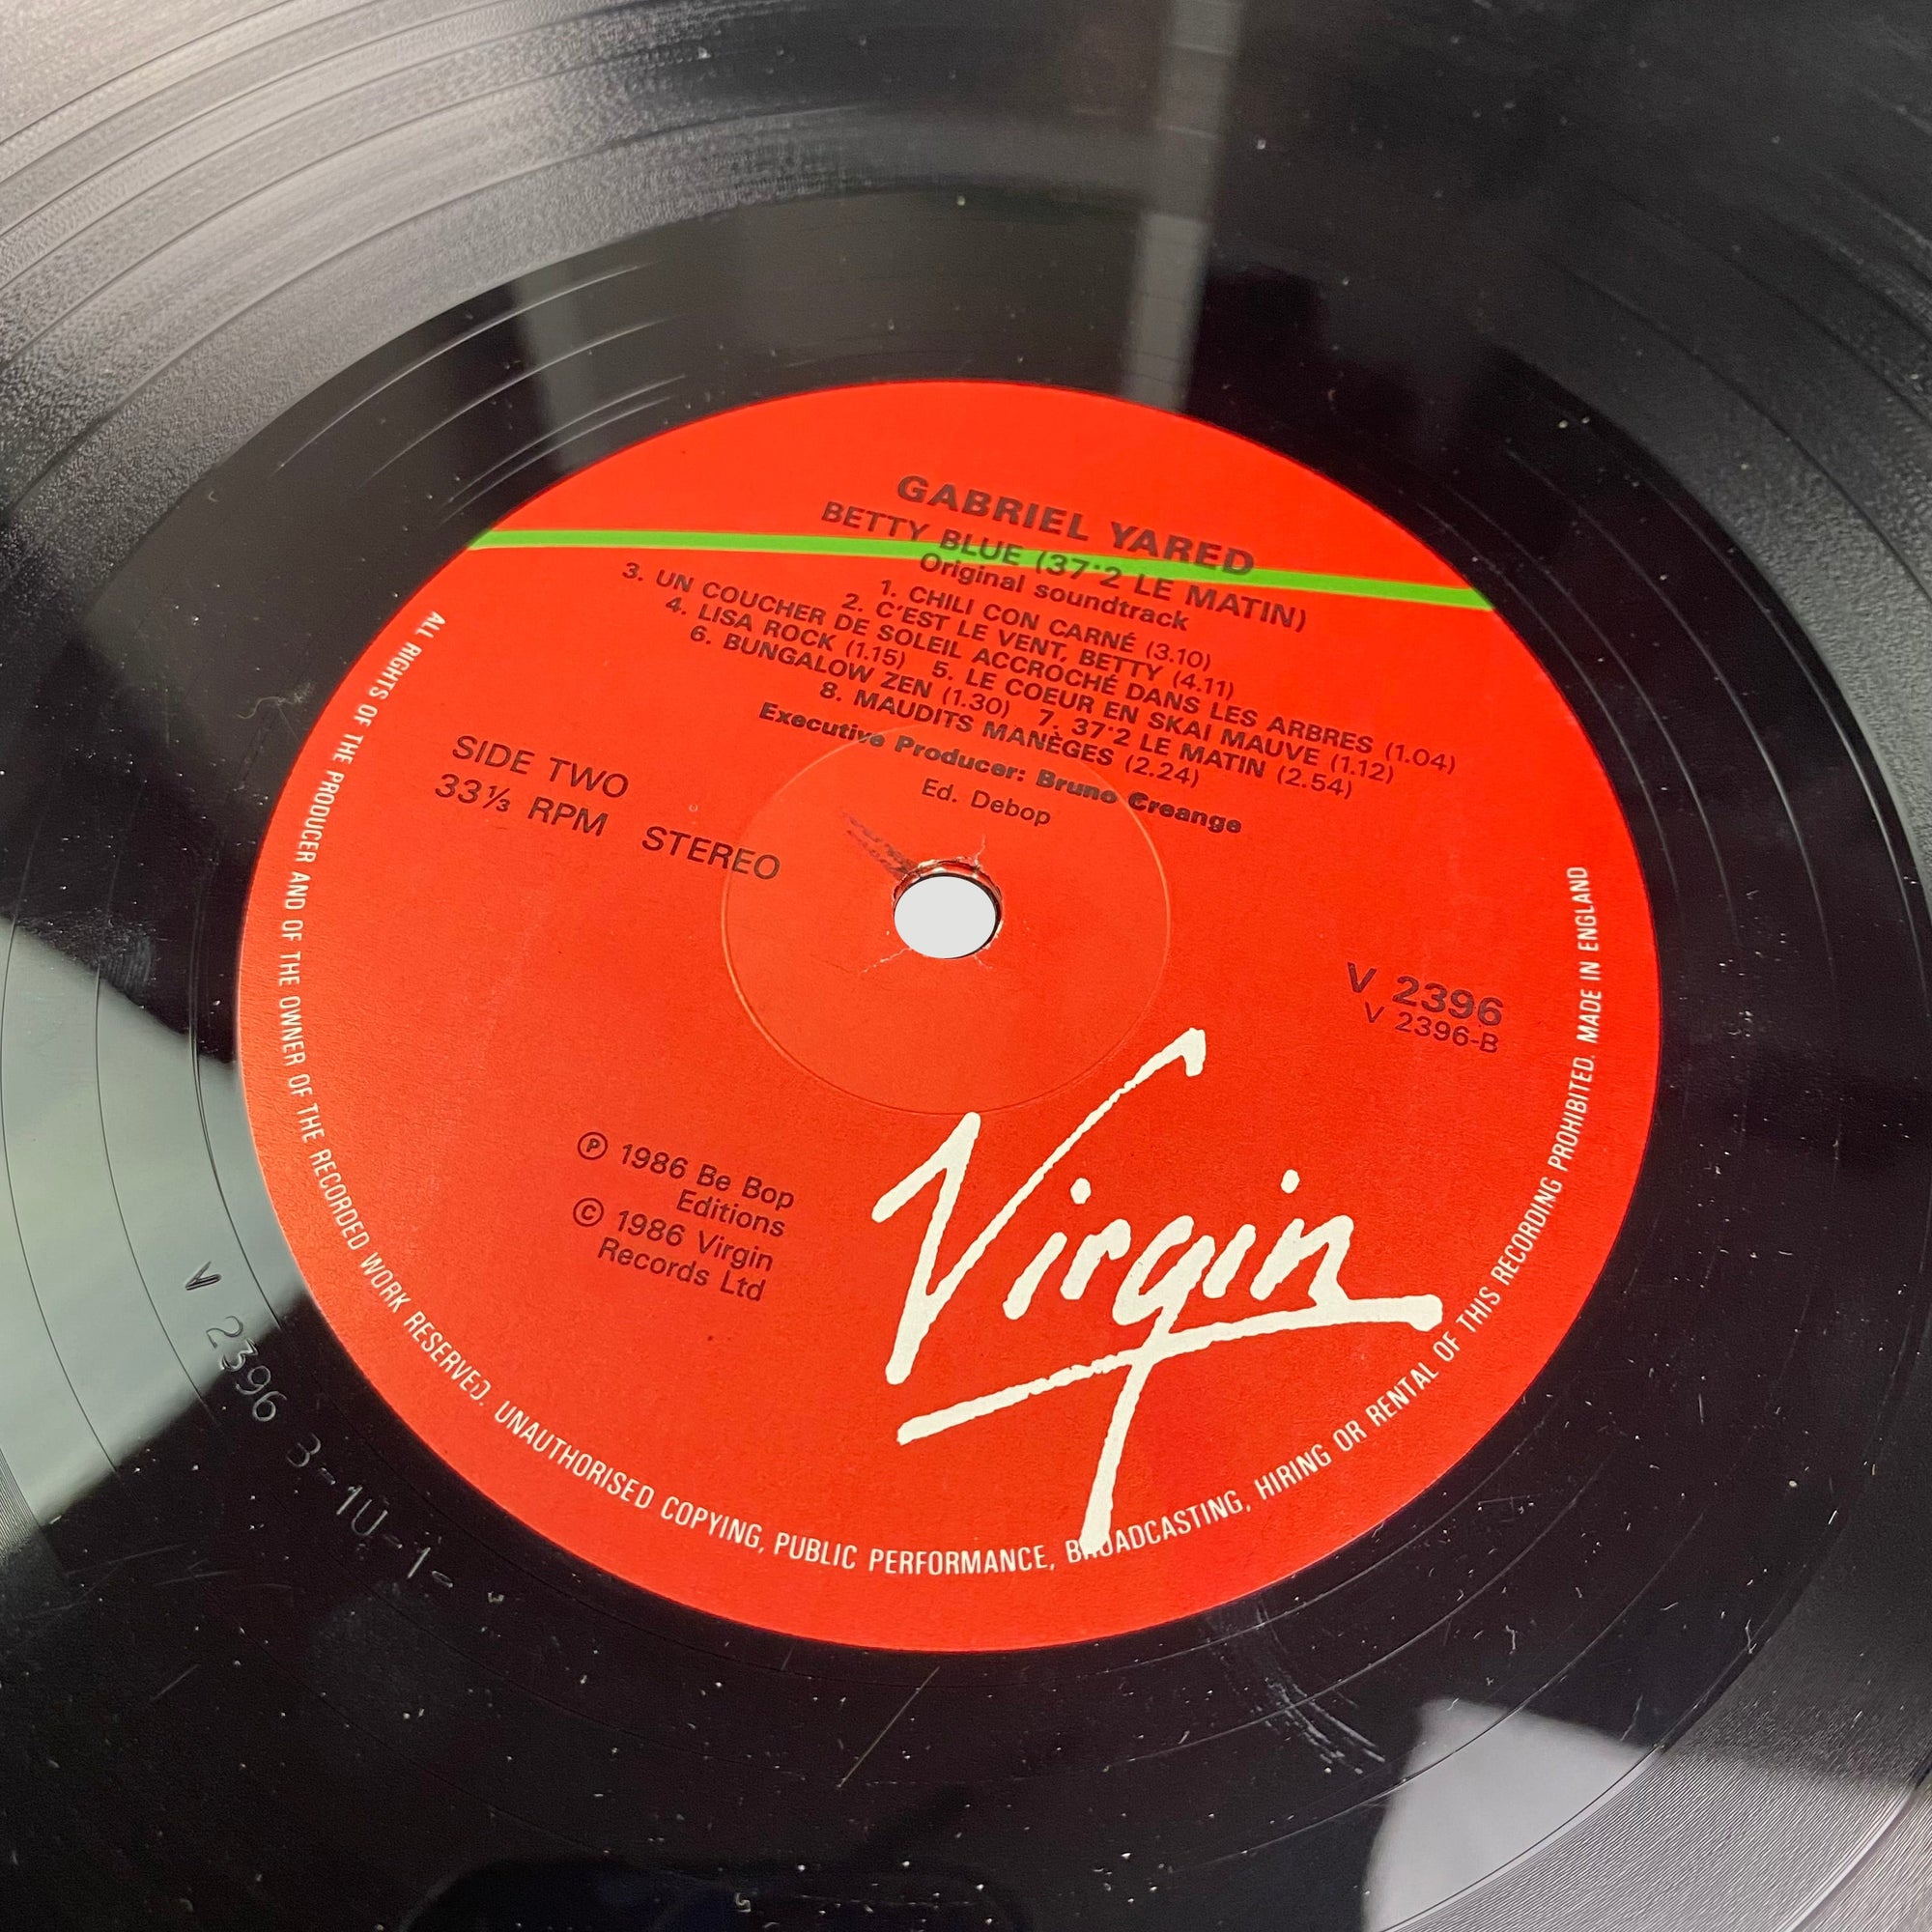 GABRIEL YARED
BETTY BLUE (37·2 LE MATIN)
Original soundtrack
1. CHILI CON CARNÉ (3.10)
2. C'EST LE VENT, BETTY (4.11)
3. UN COUCHER DE SOLEIL ACCROCHÉ DANS LES ARBRES (1.04)
4. LISA ROCK (1.15) 5. LE COEUR EN SKAI MAUVE (1.12)
6. BUNGALOW ZEN (1.30) 7. 37·2 LE MATIN (2.54)
8. MAUDITS MANÈGES (2.24)
Executive Producer: Bruno Creange
Ed. Debop
SIDE TWO
33⅓ RPM STEREO
V 2396
V 2396-B
℗ 1986 Be Bop
Editions
© 1986 Virgin
Records Ltd
Virgin
ALL RIGHTS OF THE PRODUCER AND OF THE OWNER OF THE RECORDED WORK RESERVED. UNAUTHORISED COPYING, PUBLIC PERFORMANCE, BROADCASTING, HIRING OR RENTAL OF THIS RECORDING PROHIBITED. MADE IN ENGLAND
V 2396 B-1U-1-